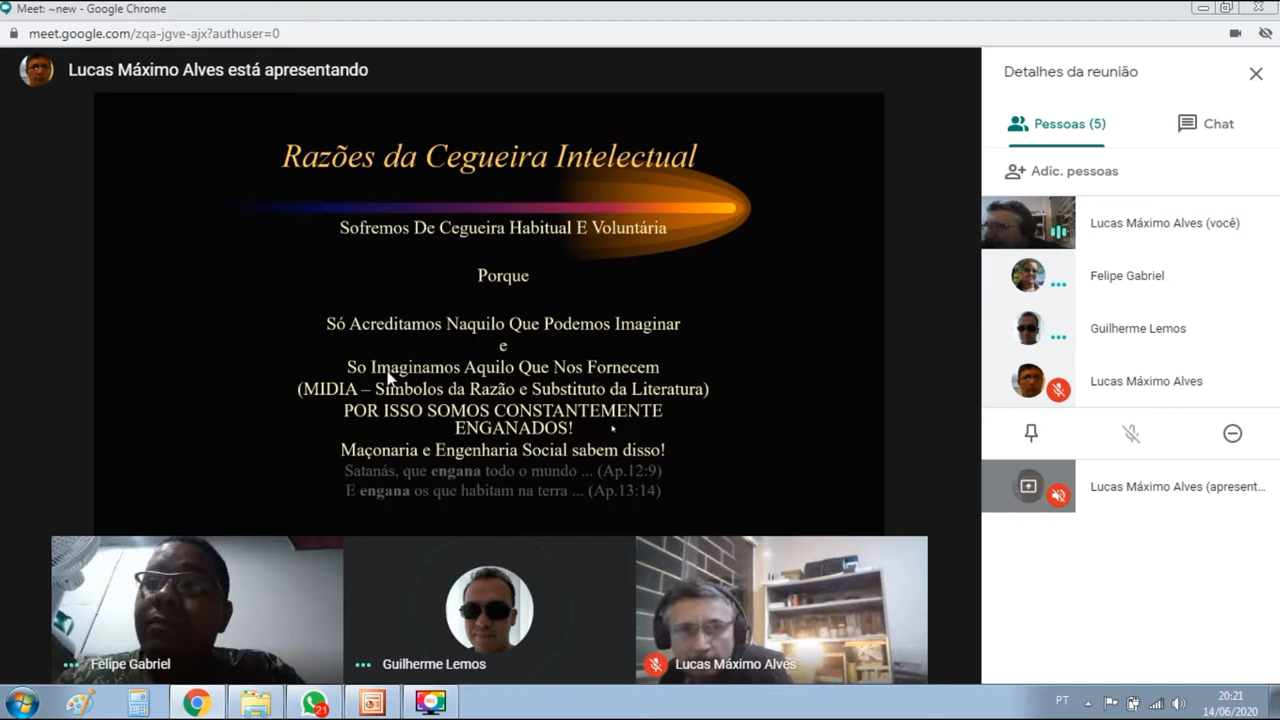 Meet: ~new - Google Chrome
meet.google.com/zqa-jgve-ajx?authuser=0
Lucas Máximo Alves está apresentando
Razões da Cegueira Intelectual
Sofremos De Cegueira Habitual E Voluntária
Porque
Só Acreditamos Naquilo Que Podemos Imaginar
e
So Imaginamos Aquilo Que Nos Fornecem
(MIDIA – Símbolos da Razão e Substituto da Literatura)
POR ISSO SOMOS CONSTANTEMENTE
ENGANADOS!
Maçonaria e Engenharia Social sabem disso!
Satanás, que engana todo o mundo ... (Ap.12:9)
E engana os que habitam na terra ... (Ap.13:14)
Felipe Gabriel
Guilherme Lemos
Lucas Máximo Alves
Detalhes da reunião
Pessoas (5)
Chat
Adic. pessoas
Lucas Máximo Alves (você)
Felipe Gabriel
Guilherme Lemos
Lucas Máximo Alves
Lucas Máximo Alves (apresent...
21
REC
PT
20:21
14/06/2020